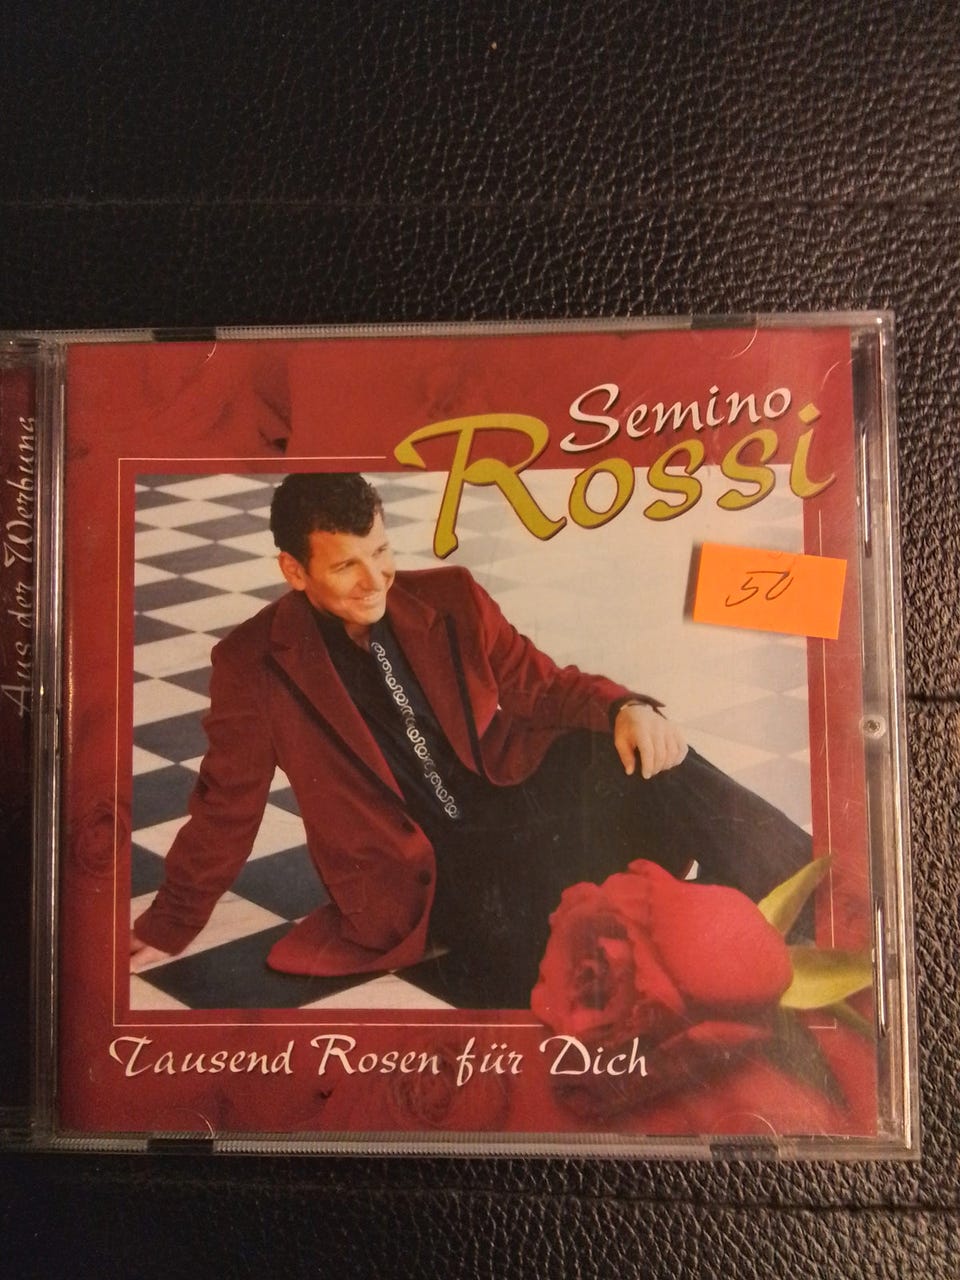 Semino
Rossi
50
Tausend Rosen für Dich
Aus der Werbung